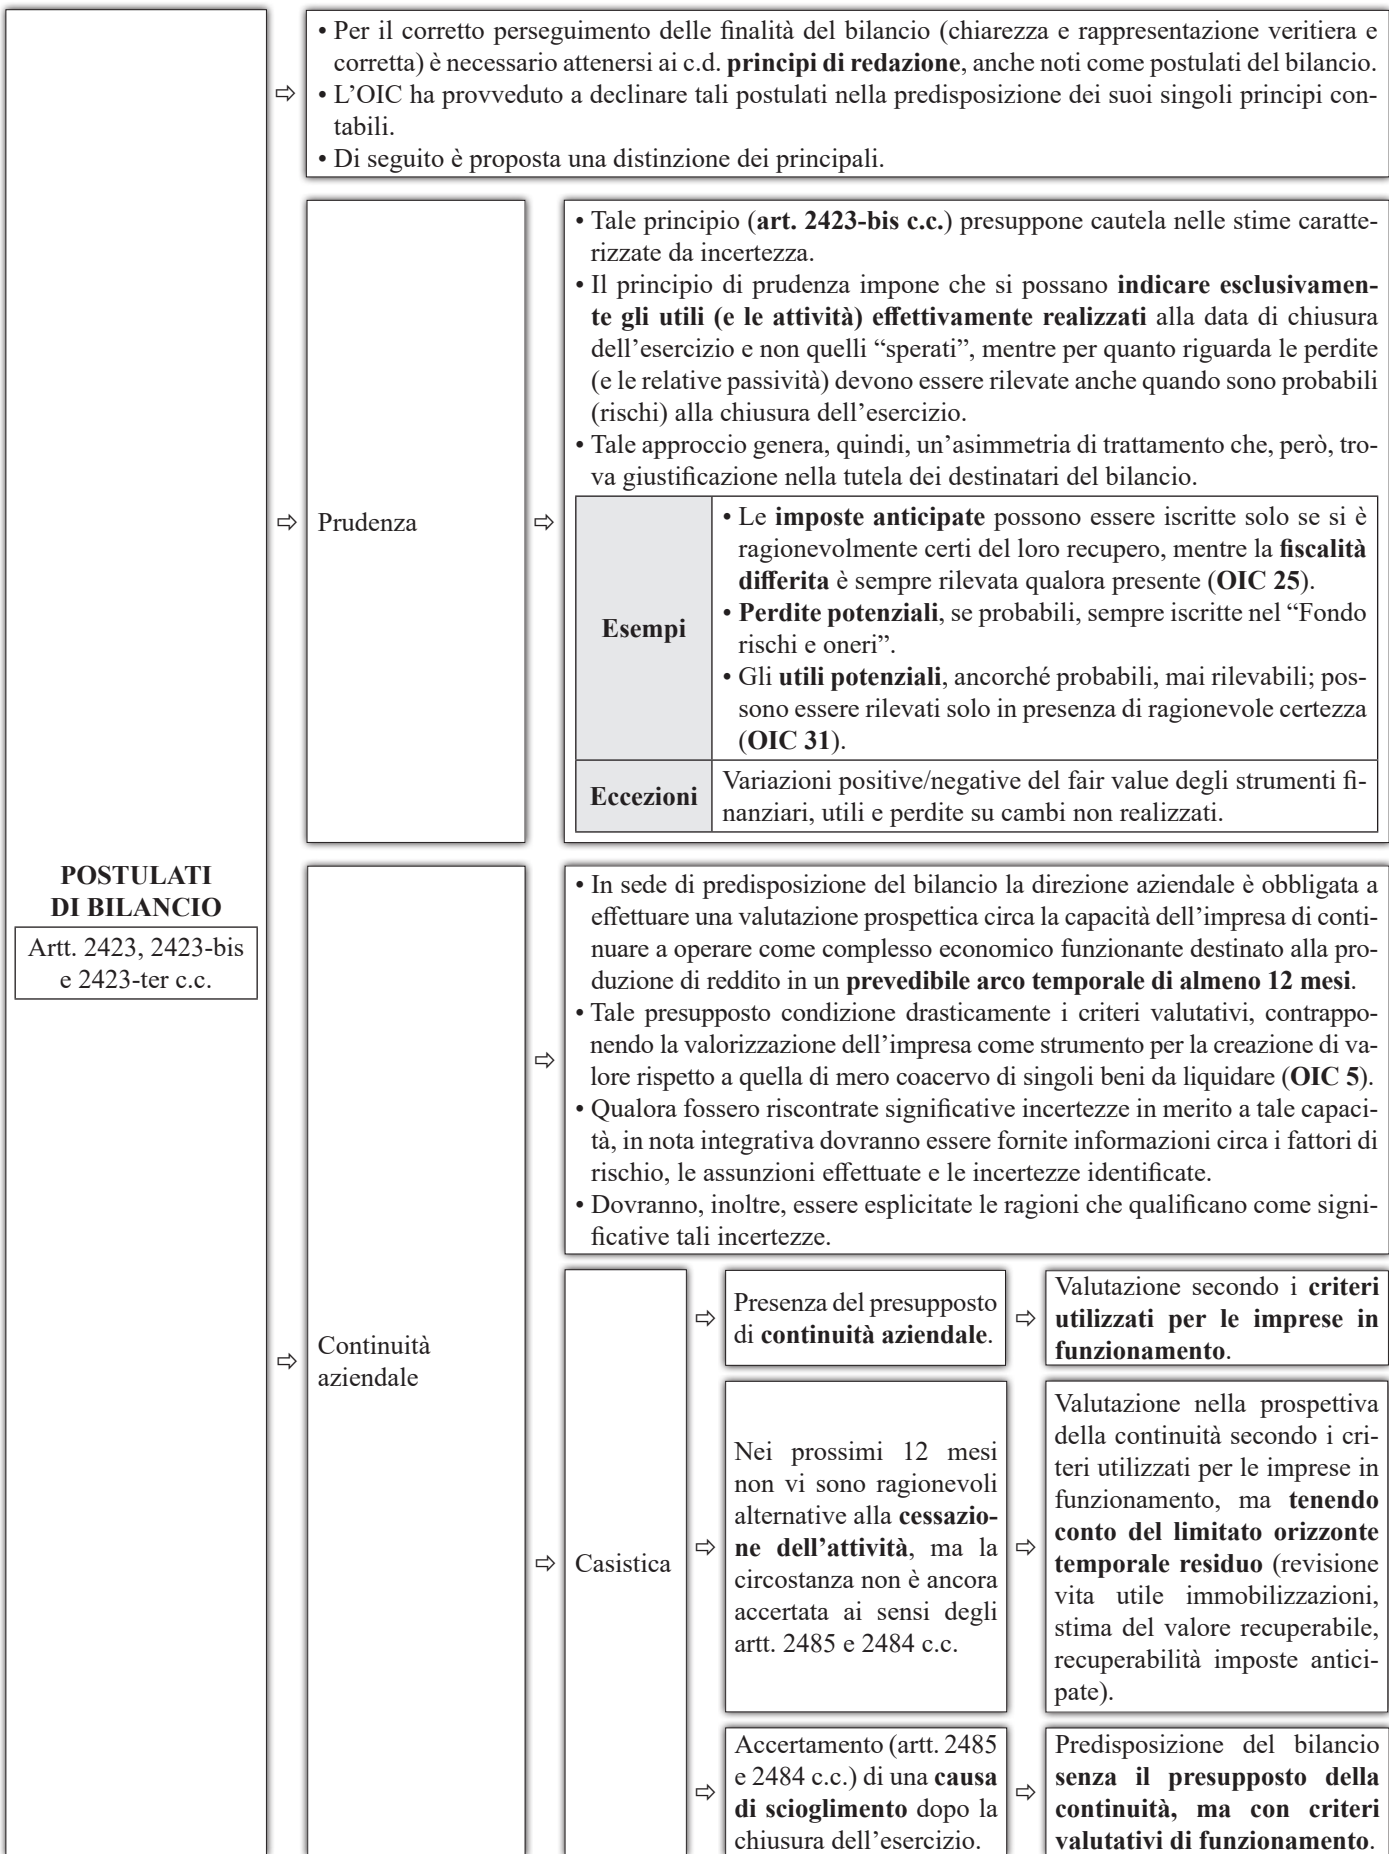 • Per il corretto perseguimento delle finalità del bilancio (chiarezza e rappresentazione veritiera e
corretta) è necessario attenersi ai c.d. principi di redazione, anche noti come postulati del bilancio.
⇨
• L’OIC ha provveduto a declinare tali postulati nella predisposizione dei suoi singoli principi con-
tabili.
• Di seguito è proposta una distinzione dei principali.
• Tale principio (art. 2423-bis c.c.) presuppone cautela nelle stime caratte-
rizzate da incertezza.
• Il principio di prudenza impone che si possano indicare esclusivamen-
te gli utili (e le attività) effettivamente realizzati alla data di chiusura
dell’esercizio e non quelli “sperati”, mentre per quanto riguarda le perdite
(e le relative passività) devono essere rilevate anche quando sono probabili
(rischi) alla chiusura dell’esercizio.
• Tale approccio genera, quindi, un’asimmetria di trattamento che, però, tro-
va giustificazione nella tutela dei destinatari del bilancio.
⇨ Prudenza ⇨
Esempi
• Le imposte anticipate possono essere iscritte solo se si è
ragionevolmente certi del loro recupero, mentre la fiscalità
differita è sempre rilevata qualora presente (OIC 25).
• Perdite potenziali, se probabili, sempre iscritte nel “Fondo
rischi e oneri”.
• Gli utili potenziali, ancorché probabili, mai rilevabili; pos-
sono essere rilevati solo in presenza di ragionevole certezza
(OIC 31).
Eccezioni
Variazioni positive/negative del fair value degli strumenti fi-
nanziari, utili e perdite su cambi non realizzati.
POSTULATI
DI BILANCIO
Artt. 2423, 2423-bis
e 2423-ter c.c.
⇨
Continuità
aziendale
⇨
• In sede di predisposizione del bilancio la direzione aziendale è obbligata a
effettuare una valutazione prospettica circa la capacità dell’impresa di conti-
nuare a operare come complesso economico funzionante destinato alla pro-
duzione di reddito in un prevedibile arco temporale di almeno 12 mesi.
• Tale presupposto condizione drasticamente i criteri valutativi, contrappo-
nendo la valorizzazione dell’impresa come strumento per la creazione di va-
lore rispetto a quella di mero coacervo di singoli beni da liquidare (OIC 5).
• Qualora fossero riscontrate significative incertezze in merito a tale capaci-
tà, in nota integrativa dovranno essere fornite informazioni circa i fattori di
rischio, le assunzioni effettuate e le incertezze identificate.
• Dovranno, inoltre, essere esplicitate le ragioni che qualificano come signi-
ficative tali incertezze.
⇨ Casistica
⇨
Presenza del presupposto
di continuità aziendale.
⇨
Valutazione secondo i criteri
utilizzati per le imprese in
funzionamento.
⇨
Nei prossimi 12 mesi
non vi sono ragionevoli
alternative alla cessazio-
ne dell’attività, ma la
circostanza non è ancora
accertata ai sensi degli
artt. 2485 e 2484 c.c.
⇨
Valutazione nella prospettiva
della continuità secondo i cri-
teri utilizzati per le imprese in
funzionamento, ma tenendo
conto del limitato orizzonte
temporale residuo (revisione
vita utile immobilizzazioni,
stima del valore recuperabile,
recuperabilità imposte antici-
pate).
⇨
Accertamento (artt. 2485
e 2484 c.c.) di una causa
di scioglimento dopo la
chiusura dell’esercizio.
⇨
Predisposizione del bilancio
senza il presupposto della
continuità, ma con criteri
valutativi di funzionamento.